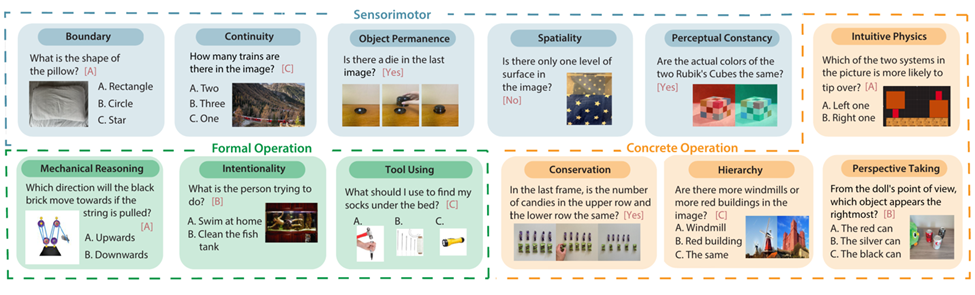 Sensorimotor
Boundary
What is the shape of
the pillow? [A]
A. Rectangle
B. Circle
C. Star
Continuity
How many trains are
there in the image? [C]
A. Two
B. Three
C. One
Object Permanence
Is there a die in the last
image? [Yes]
Spatiality
Is there only one level of
surface in the image?
[No]
Perceptual Constancy
Are the actual colors of the
two Rubik's Cubes the same?
[Yes]
Intuitive Physics
Which of the two systems in
the picture is more likely to
tip over? [A]
A. Left one
B. Right one
Formal Operation
Mechanical Reasoning
Which direction will the black
brick move towards if the
string is pulled?
[A]
A. Upwards
B. Downwards
Intentionality
What is the person trying to
do? [B]
A. Swim at home
B. Clean the fish
tank
Tool Using
What should I use to find my
socks under the bed? [C]
A. B. C.
Concrete Operation
Conservation
In the last frame, is the number
of candies in the upper row and
the lower row the same? [Yes]
Hierarchy
Are there more windmills or
more red buildings in the
image? [C]
A. Windmill
B. Red building
C. The same
Perspective Taking
From the doll's point of view,
which object appears the
rightmost? [B]
A. The red can
B. The silver can
C. The black can